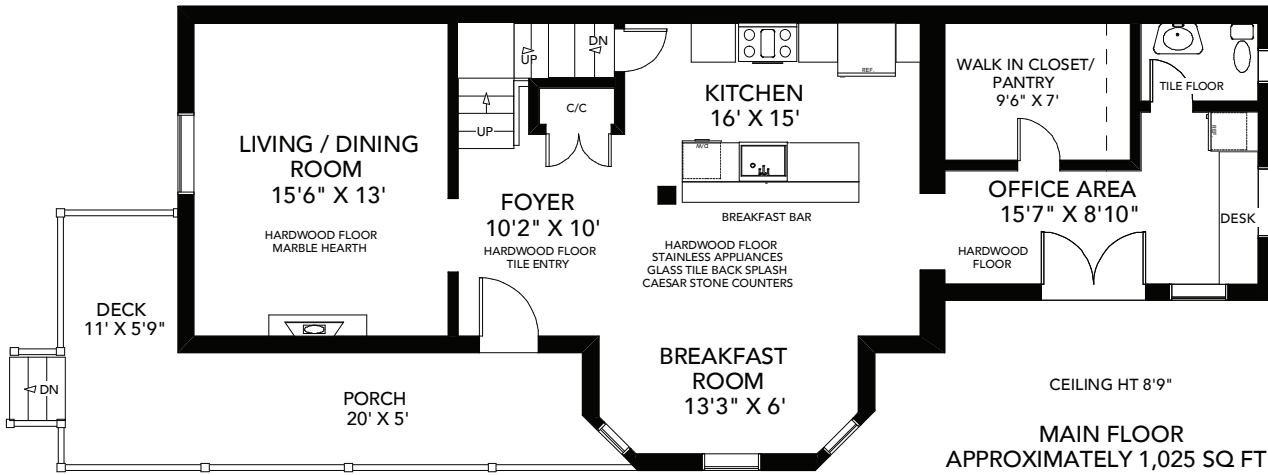 LIVING / DINING
ROOM
15'6" X 13'
HARDWOOD FLOOR
MARBLE HEARTH
UP
DN
UP
C/C
FOYER
10'2" X 10'
HARDWOOD FLOOR
TILE ENTRY
KITCHEN
16' X 15'
REF.
D/W
BREAKFAST BAR
HARDWOOD FLOOR
STAINLESS APPLIANCES
GLASS TILE BACK SPLASH
CAESAR STONE COUNTERS
WALK IN CLOSET/
PANTRY
9'6" X 7'
TILE FLOOR
REF
OFFICE AREA
15'7" X 8'10"
DESK
HARDWOOD
FLOOR
DECK
11' X 5'9"
DN
PORCH
20' X 5'
BREAKFAST
ROOM
13'3" X 6'
CEILING HT 8'9"
MAIN FLOOR
APPROXIMATELY 1,025 SQ FT